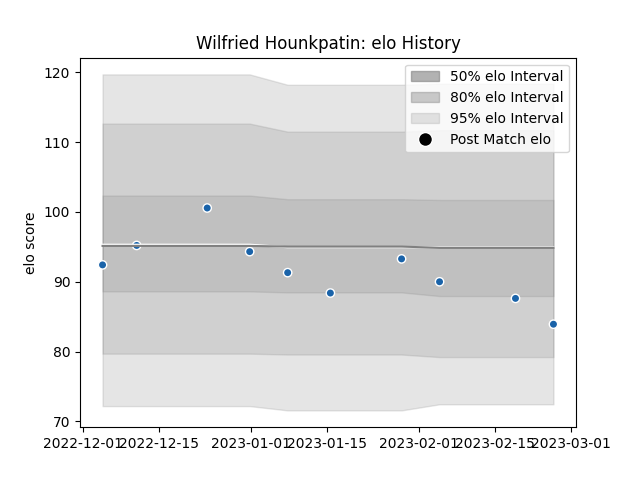 Wilfried Hounkpatin: elo History
50% elo Interval
80% elo Interval
95% elo Interval
Post Match elo
elo score
120
110
100
90
80
70
2022-12-01 2022-12-15 2023-01-01 2023-01-15 2023-02-01 2023-02-15 2023-03-01